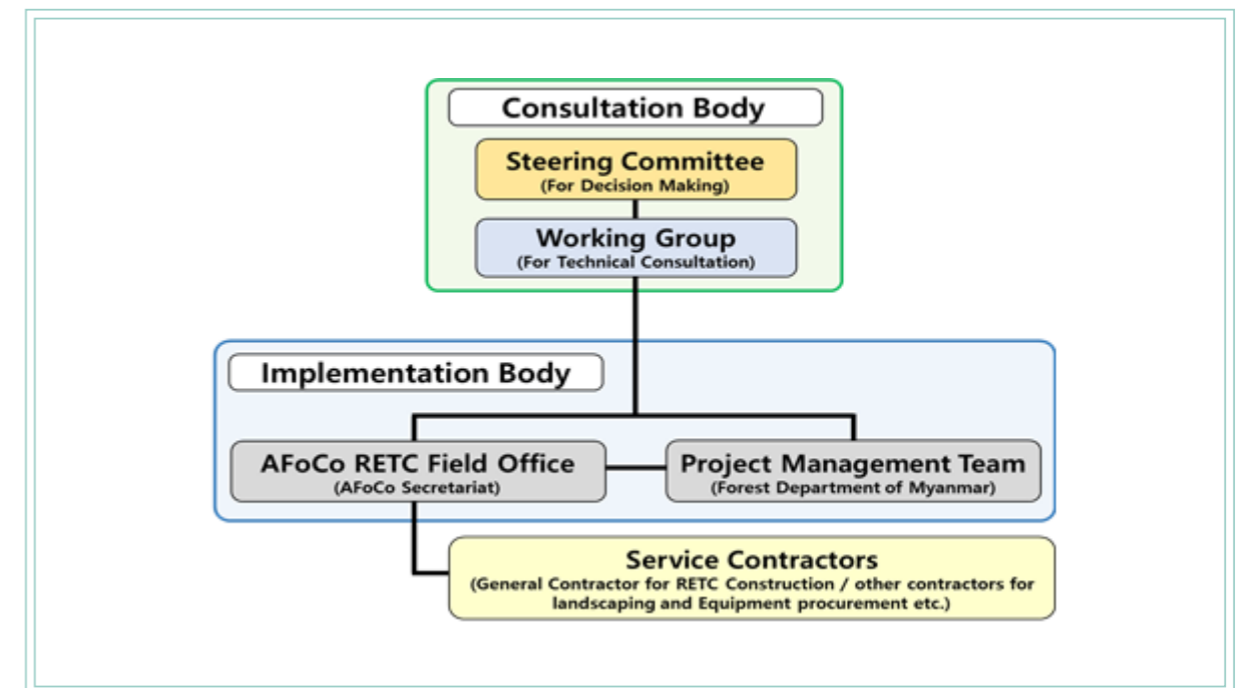 Consultation Body
Steering Committee
(For Decision Making)
Working Group
(For Technical Consultation)
Implementation Body
AFoCo RETC Field Office
(AFoCo Secretariat)
Project Management Team
(Forest Department of Myanmar)
Service Contractors
(General Contractor for RETC Construction / other contractors for
landscaping and Equipment procurement etc.)